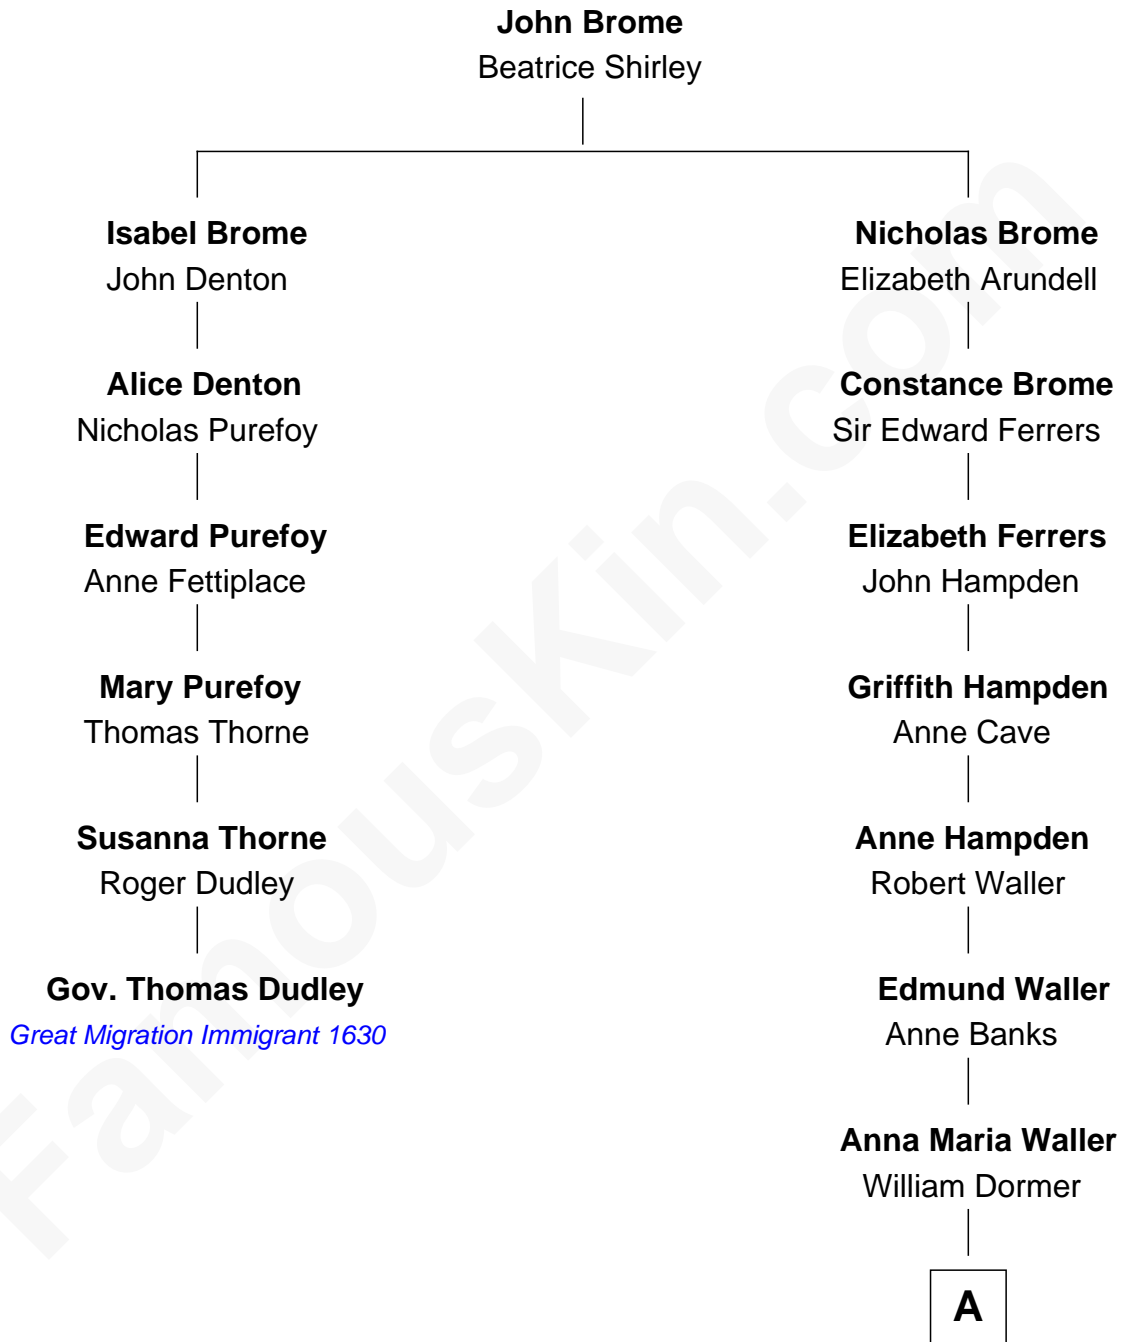 John Brome
Beatrice Shirley
Isabel Brome
John Denton
Nicholas Brome
Elizabeth Arundell
Alice Denton
Nicholas Purefoy
Constance Brome
Sir Edward Ferrers
Edward Purefoy
Anne Fettiplace
Elizabeth Ferrers
John Hampden
Mary Purefoy
Thomas Thorne
Griffith Hampden
Anne Cave
Susanna Thorne
Roger Dudley
Anne Hampden
Robert Waller
Gov. Thomas Dudley
Great Migration Immigrant 1630
Edmund Waller
Anne Banks
Anna Maria Waller
William Dormer
A
FamousKin.com